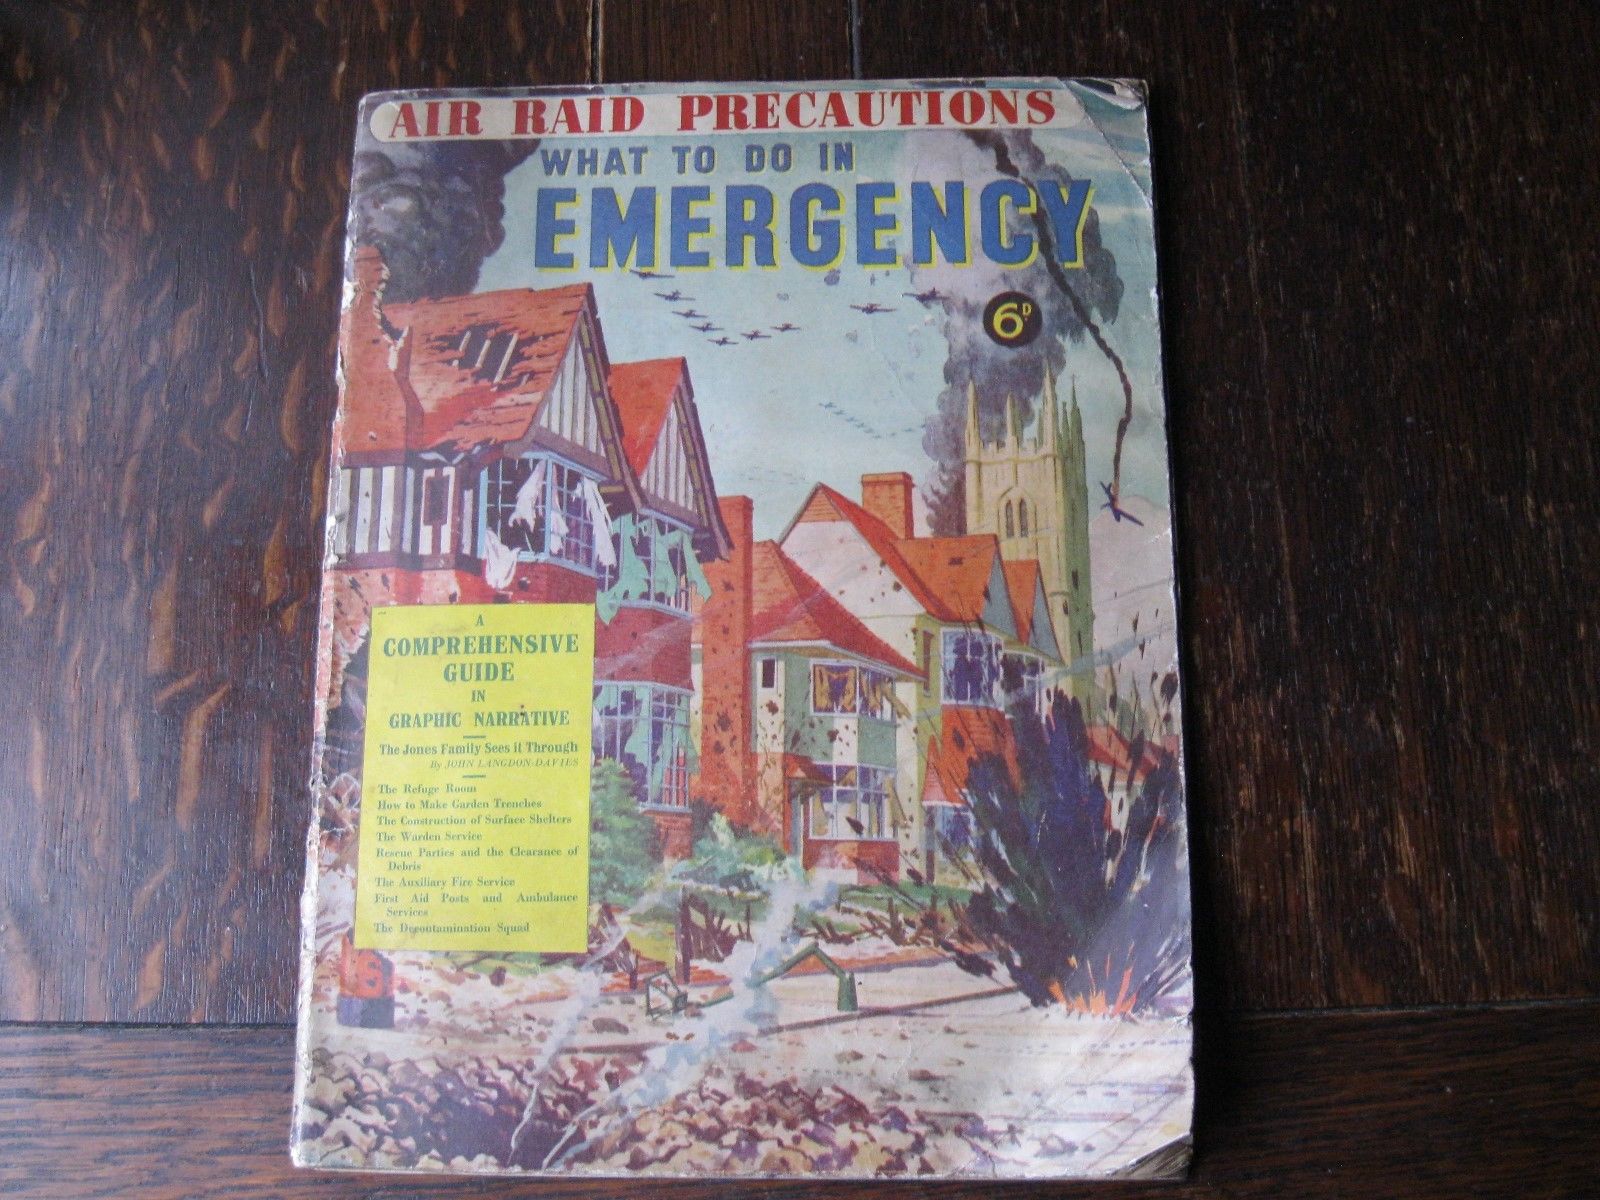 AIR RAID PRECAUTIONS
WHAT TO DO IN
EMERGENCY
6D.
A
COMPREHENSIVE
GUIDE
IN
GRAPHIC NARRATIVE
The Jones Family Sees it Through
By JOHN LANGDON-DAVIES
The Refuge Room
How to Make Garden Trenches
The Construction of Surface Shelters
The Warden Service
Rescue Parties and the Clearance of
Debris
The Auxiliary Fire Service
First Aid Posts and Ambulance
Services
The Decontamination Squad